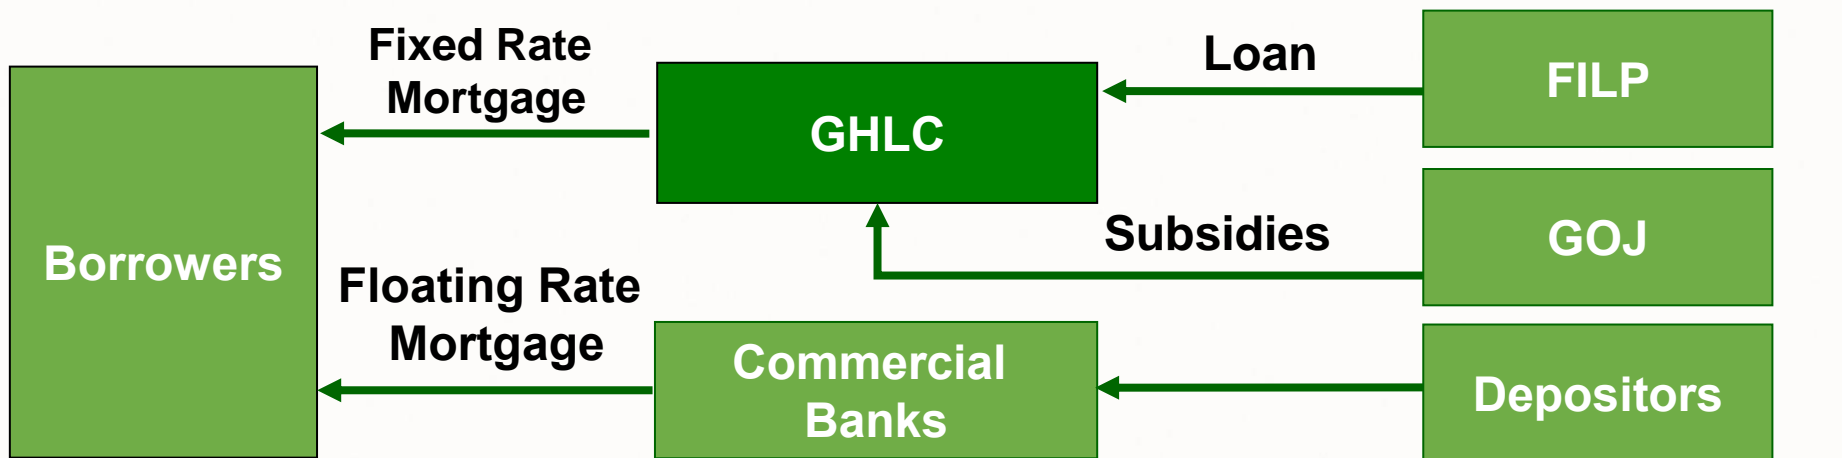 Fixed Rate
Mortgage
Loan
FILP
GHLC
Subsidies
GOJ
Borrowers
Floating Rate
Mortgage
Commercial
Banks
Depositors